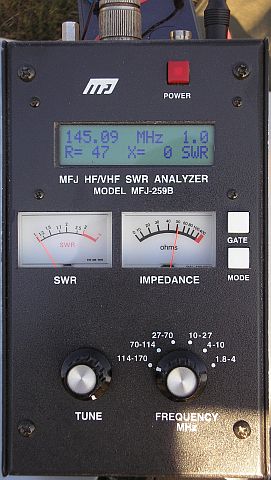 MFJ
POWER
145.09 MHz 1.0
R= 47 X= 0 SWR
MFJ HF/VHF SWR ANALYZER
MODEL MFJ-259B
SWR
ohms
GATE
SWR
IMPEDANCE
MODE
27-70 10-27
70-114 4-10
114-170 1.8-4
TUNE
FREQUENCY
MHz